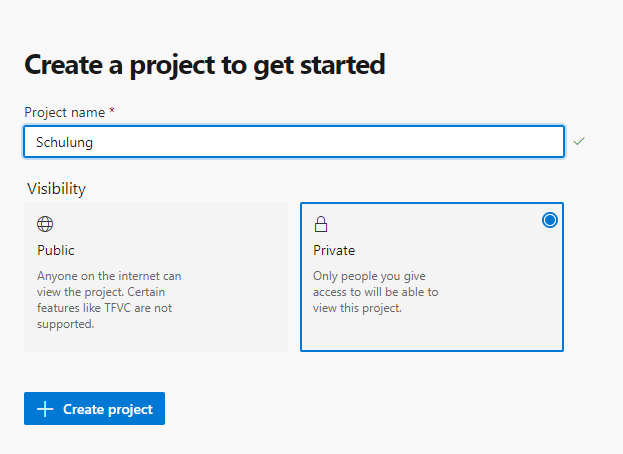 Create a project to get started
Project name *
Schulung
Visibility
Public
Anyone on the internet can
view the project. Certain
features like TFVC are not
supported.
Private
Only people you give
access to will be able to
view this project.
Create project